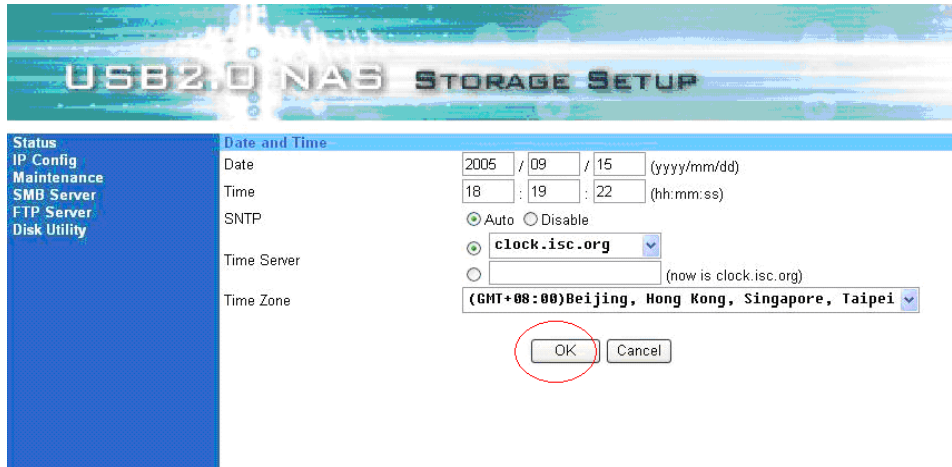 USB2.0 NAS STORAGE SETUP
Status
IP Config
Maintenance
SMB Server
FTP Server
Disk Utility
Date and Time
Date 2005 / 09 / 15 (yyyy/mm/dd)
Time 18 : 19 : 22 (hh:mm:ss)
SNTP Auto Disable
Time Server clock.isc.org
(now is clock.isc.org)
Time Zone (GMT+08:00)Beijing, Hong Kong, Singapore, Taipei
OK Cancel